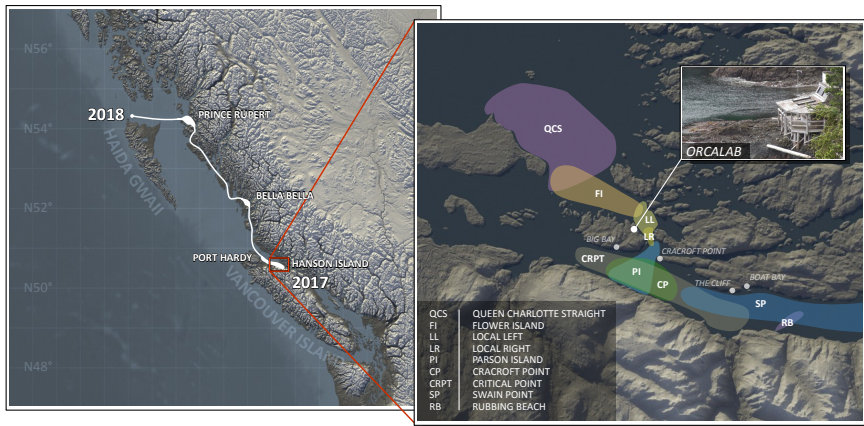 N56°
N54°
N52°
N50°
N48°
2018
PRINCE RUPERT
HAIDA GWAII
BELLA BELLA
PORT HARDY
HANSON ISLAND
2017
VANCOUVER ISLAND
QCS
ORCALAB
FI
LL
LR
BIG BAY
CRACROFT POINT
CRPT
PI
CP
THE CLIFF
BOAT BAY
SP
RB
QCS QUEEN CHARLOTTE STRAIGHT
FI FLOWER ISLAND
LL LOCAL LEFT
LR LOCAL RIGHT
PI PARSON ISLAND
CP CRACROFT POINT
CRPT CRITICAL POINT
SP SWAIN POINT
RB RUBBING BEACH